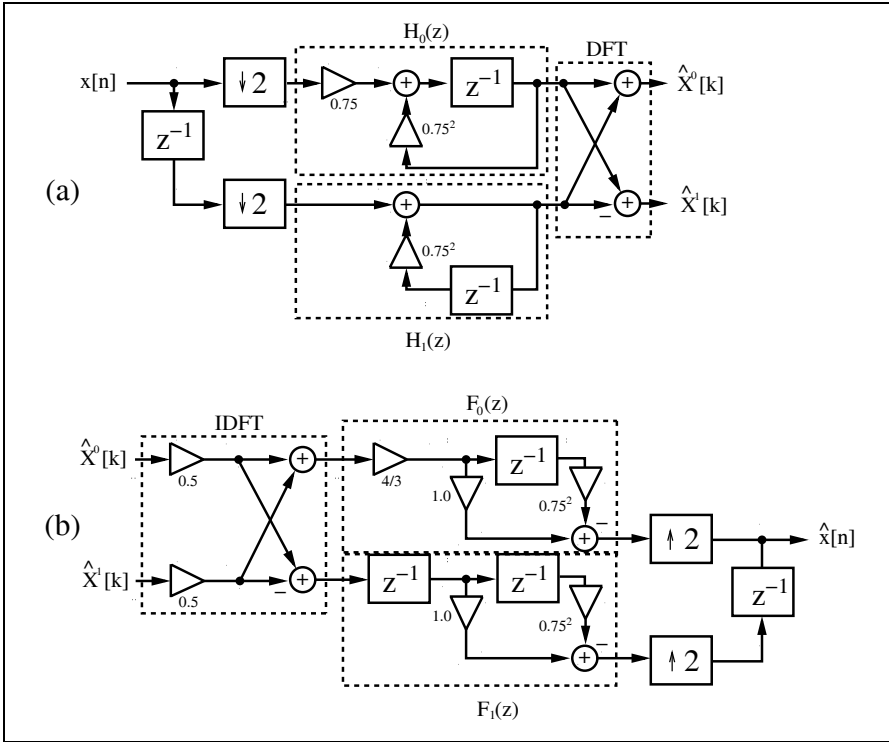 H₀(z)
DFT
x[n]
↓2
0.75
+
z⁻¹
+
X̂⁰[k]
z⁻¹
0.75²
(a)
↓2
+
− +
X̂¹[k]
0.75²
z⁻¹
H₁(z)
IDFT
F₀(z)
X̂⁰[k]
0.5
+
4/3
z⁻¹
1.0
0.75²
−
+
↑2
x̂[n]
(b)
X̂¹[k]
0.5
− +
z⁻¹
z⁻¹
z⁻¹
1.0
0.75²
−
+
↑2
F₁(z)